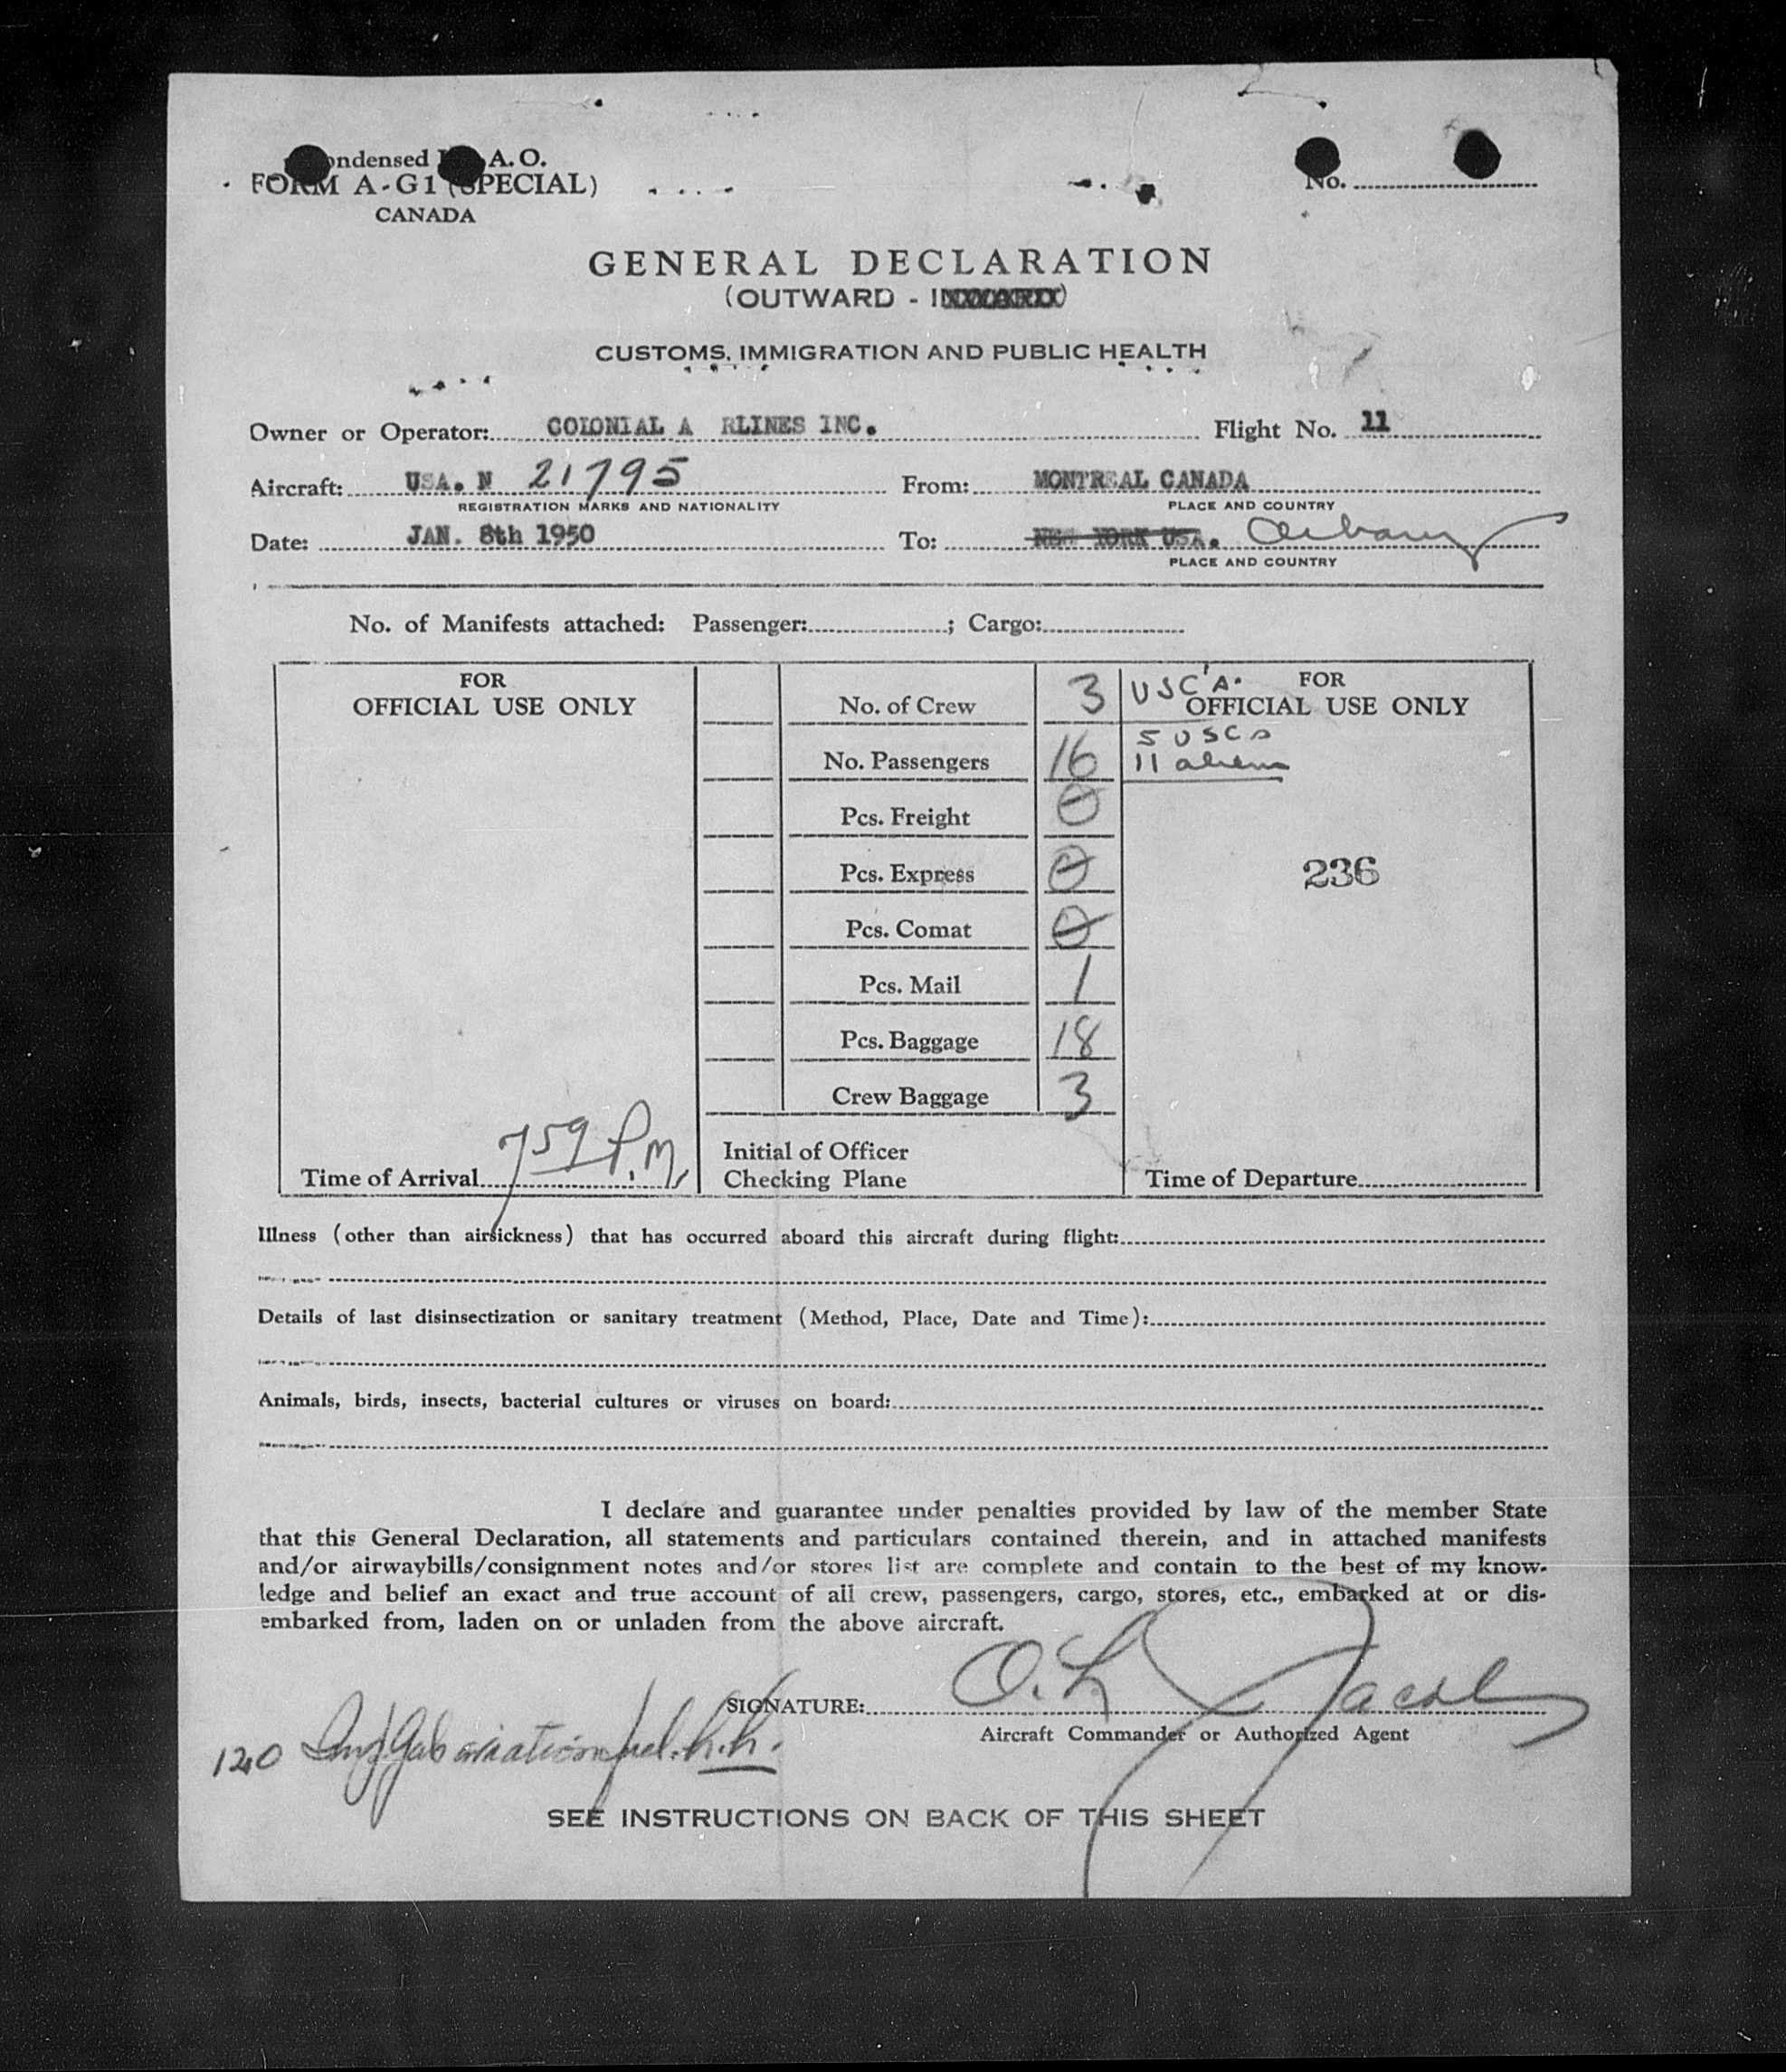 ondensed A. O.
FORM A-G1 (SPECIAL)
CANADA
No.
GENERAL DECLARATION
(OUTWARD - I
CUSTOMS, IMMIGRATION AND PUBLIC HEALTH
Owner or Operator: COLONIAL A RLINES INC. Flight No. 11
Aircraft: USA. N 21795 From: MONTREAL CANADA
REGISTRATION MARKS AND NATIONALITY PLACE AND COUNTRY
Date: JAN. 8th 1950 To: NEW YORK USA. Albany
PLACE AND COUNTRY
No. of Manifests attached: Passenger: ; Cargo:
FOR
OFFICIAL USE ONLY
No. of Crew 3 USC'A.
No. Passengers 16 5 USCs
11 aliens
Pcs. Freight 0
Pcs. Express 0
Pcs. Comat 0
Pcs. Mail 1
Pcs. Baggage 18
Crew Baggage 3
FOR
OFFICIAL USE ONLY
236
Time of Arrival 759 P.M.
Initial of Officer
Checking Plane
Time of Departure
Illness (other than airsickness) that has occurred aboard this aircraft during flight:
Details of last disinsectization or sanitary treatment (Method, Place, Date and Time):
Animals, birds, insects, bacterial cultures or viruses on board:
I declare and guarantee under penalties provided by law of the member State
that this General Declaration, all statements and particulars contained therein, and in attached manifests
and/or airwaybills/consignment notes and/or stores list are complete and contain to the best of my know-
ledge and belief an exact and true account of all crew, passengers, cargo, stores, etc., embarked at or dis-
embarked from, laden on or unladen from the above aircraft.
SIGNATURE: O. L. Jacobs
Aircraft Commander or Authorized Agent
120 gals aviation fuel. h.h.
SEE INSTRUCTIONS ON BACK OF THIS SHEET